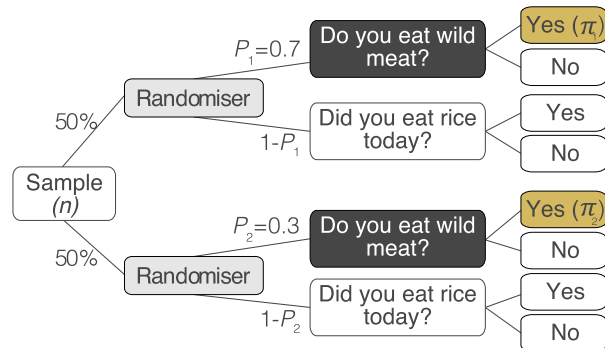 Sample
(n)
50%
50%
Randomiser
P₁=0.7
1-P₁
Do you eat wild
meat?
Yes (π₁)
No
Did you eat rice
today?
Yes
No
Randomiser
P₂=0.3
1-P₂
Do you eat wild
meat?
Yes (π₂)
No
Did you eat rice
today?
Yes
No